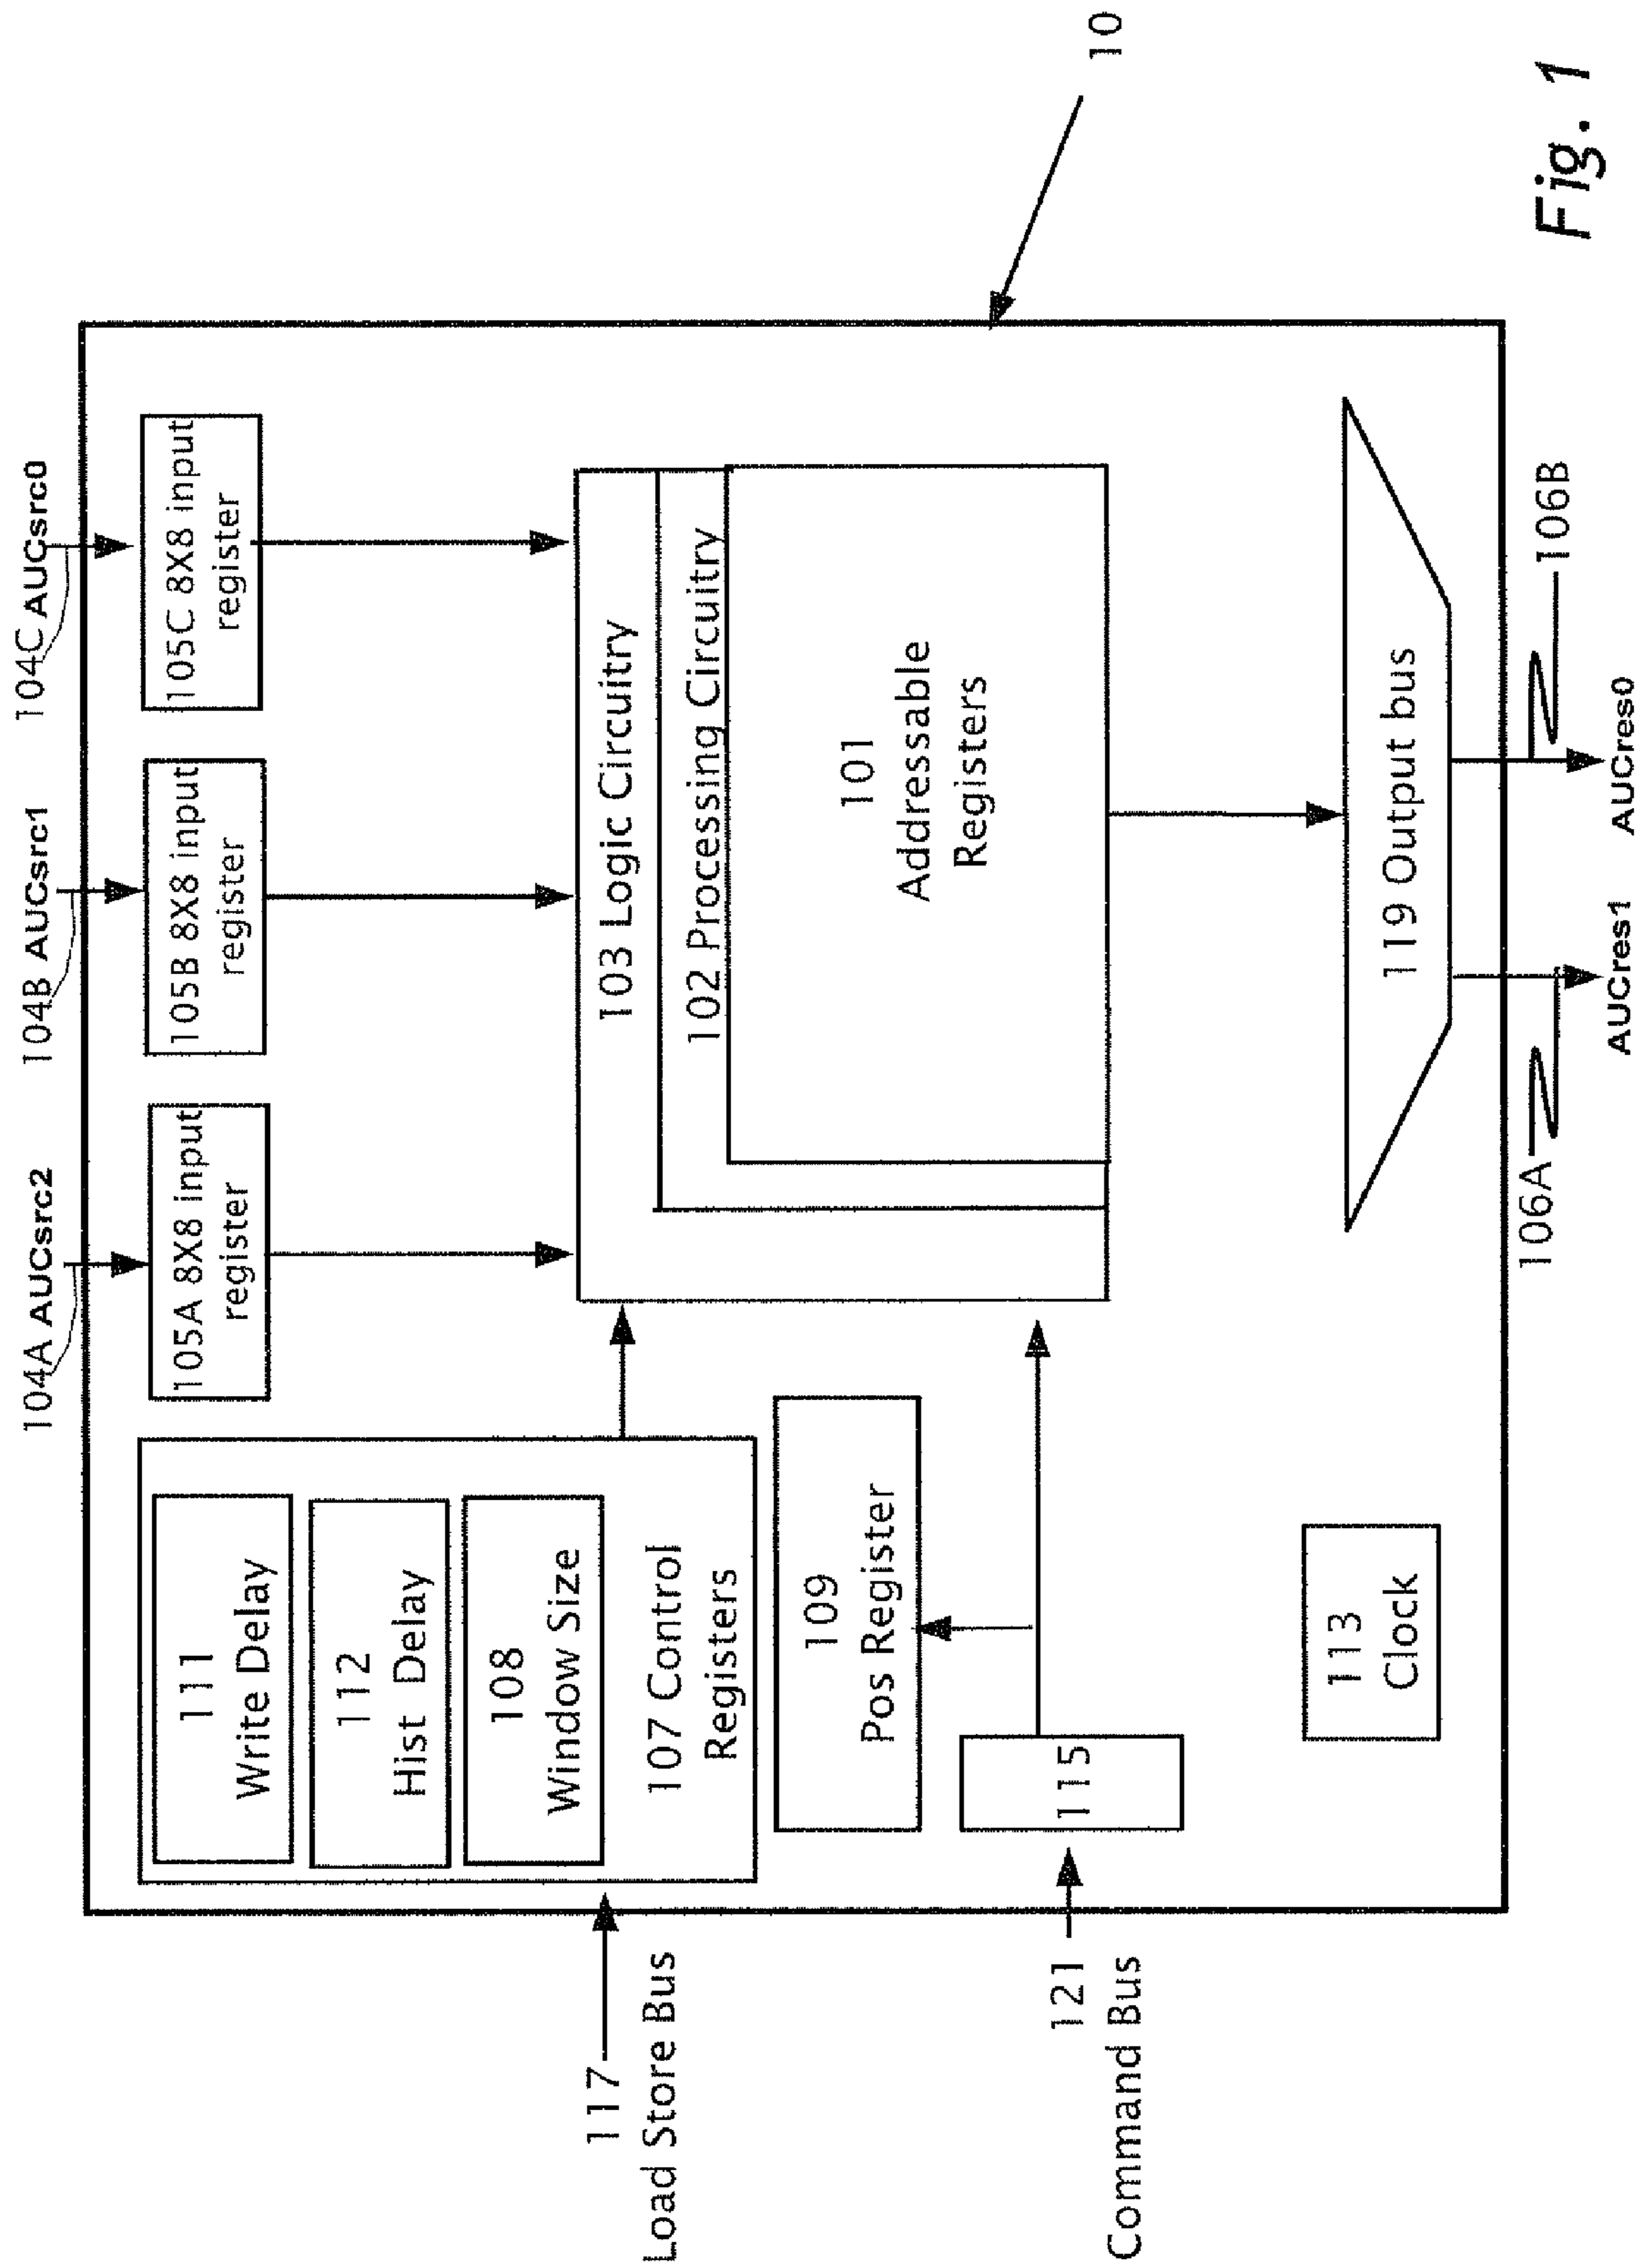 104A AUCsrc2
104B AUCsrc1
104C AUCsrc0
105A 8X8 input
register
105B 8X8 input
register
105C 8X8 input
register
111
Write Delay
112
Hist Delay
108
Window Size
107 Control
Registers
117
Load Store Bus
103 Logic Circuitry
102 Processing Circuitry
101
Addressable
Registers
109
Pos Register
115
121
Command Bus
113
Clock
119 Output bus
106A
106B
AUCres1
AUCres0
10
Fig. 1